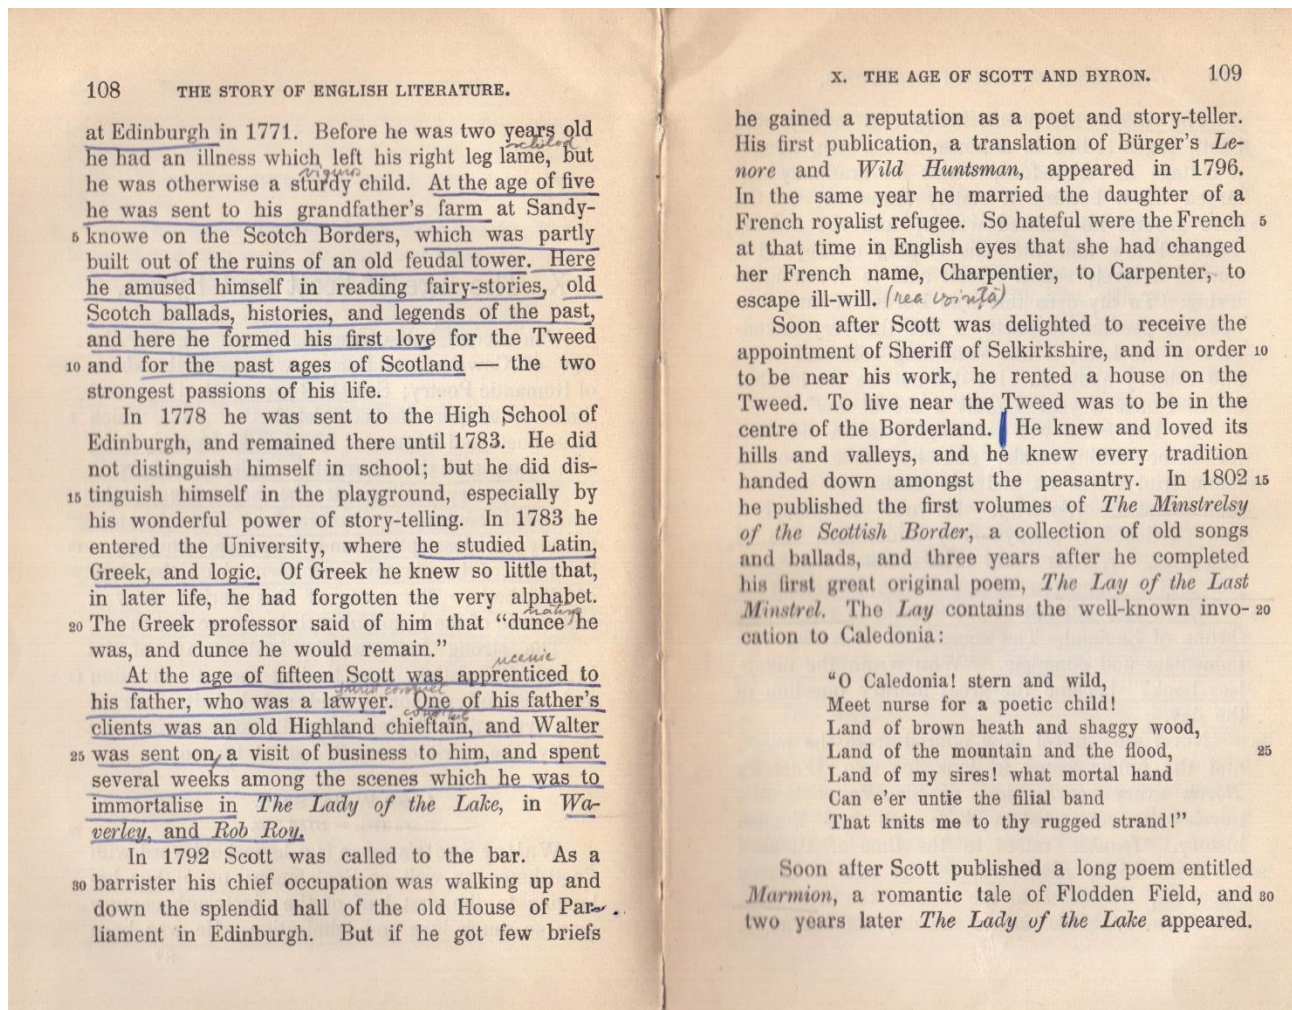 108 THE STORY OF ENGLISH LITERATURE.
at Edinburgh in 1771. Before he was two years old
schilod
he had an illness which left his right leg lame, but
viguros
he was otherwise a sturdy child. At the age of five
he was sent to his grandfather's farm at Sandy-
5 knowe on the Scotch Borders, which was partly
built out of the ruins of an old feudal tower. Here
he amused himself in reading fairy-stories, old
Scotch ballads, histories, and legends of the past,
and here he formed his first love for the Tweed
10 and for the past ages of Scotland — the two
strongest passions of his life.
In 1778 he was sent to the High School of
Edinburgh, and remained there until 1783. He did
not distinguish himself in school; but he did dis-
15 tinguish himself in the playground, especially by
his wonderful power of story-telling. In 1783 he
entered the University, where he studied Latin,
Greek, and logic. Of Greek he knew so little that,
in later life, he had forgotten the very alphabet.
20 The Greek professor said of him that "dunce he
was, and dunce he would remain."
ucenic
At the age of fifteen Scott was apprenticed to
his father, who was a lawyer. One of his father's
clients was an old Highland chieftain, and Walter
25 was sent on a visit of business to him, and spent
several weeks among the scenes which he was to
immortalise in The Lady of the Lake, in Wa-
verley, and Rob Roy.
In 1792 Scott was called to the bar. As a
30 barrister his chief occupation was walking up and
down the splendid hall of the old House of Par-
liament in Edinburgh. But if he got few briefs
X. THE AGE OF SCOTT AND BYRON. 109
he gained a reputation as a poet and story-teller.
His first publication, a translation of Bürger's Le-
nore and Wild Huntsman, appeared in 1796.
In the same year he married the daughter of a
French royalist refugee. So hateful were the French 5
at that time in English eyes that she had changed
her French name, Charpentier, to Carpenter, to
escape ill-will. (rea voință)
Soon after Scott was delighted to receive the
appointment of Sheriff of Selkirkshire, and in order 10
to be near his work, he rented a house on the
Tweed. To live near the Tweed was to be in the
centre of the Borderland. He knew and loved its
hills and valleys, and he knew every tradition
handed down amongst the peasantry. In 1802 15
he published the first volumes of The Minstrelsy
of the Scottish Border, a collection of old songs
and ballads, and three years after he completed
his first great original poem, The Lay of the Last
Minstrel. The Lay contains the well-known invo- 20
cation to Caledonia:
"O Caledonia! stern and wild,
Meet nurse for a poetic child!
Land of brown heath and shaggy wood,
Land of the mountain and the flood, 25
Land of my sires! what mortal hand
Can e'er untie the filial band
That knits me to thy rugged strand!"
Soon after Scott published a long poem entitled
Marmion, a romantic tale of Flodden Field, and 30
two years later The Lady of the Lake appeared.